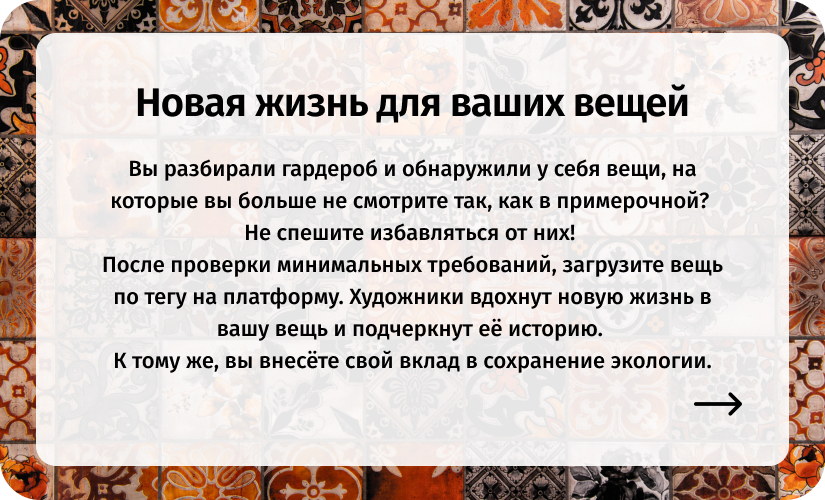 Новая жизнь для ваших вещей
Вы разбирали гардероб и обнаружили у себя вещи, на
которые вы больше не смотрите так, как в примерочной?
Не спешите избавляться от них!
После проверки минимальных требований, загрузите вещь
по тегу на платформу. Художники вдохнут новую жизнь в
вашу вещь и подчеркнут её историю.
К тому же, вы внесёте свой вклад в сохранение экологии.